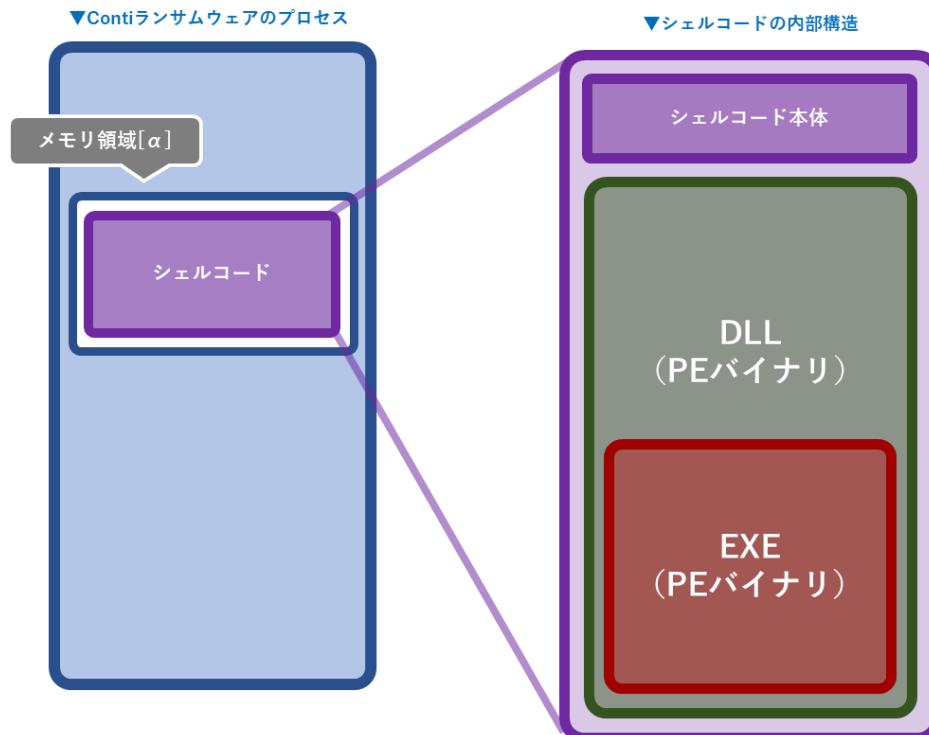 ▼Contiランサムウェアのプロセス
▼シェルコードの内部構造
メモリ領域[α]
シェルコード
シェルコード本体
DLL
（PEバイナリ）
EXE
（PEバイナリ）